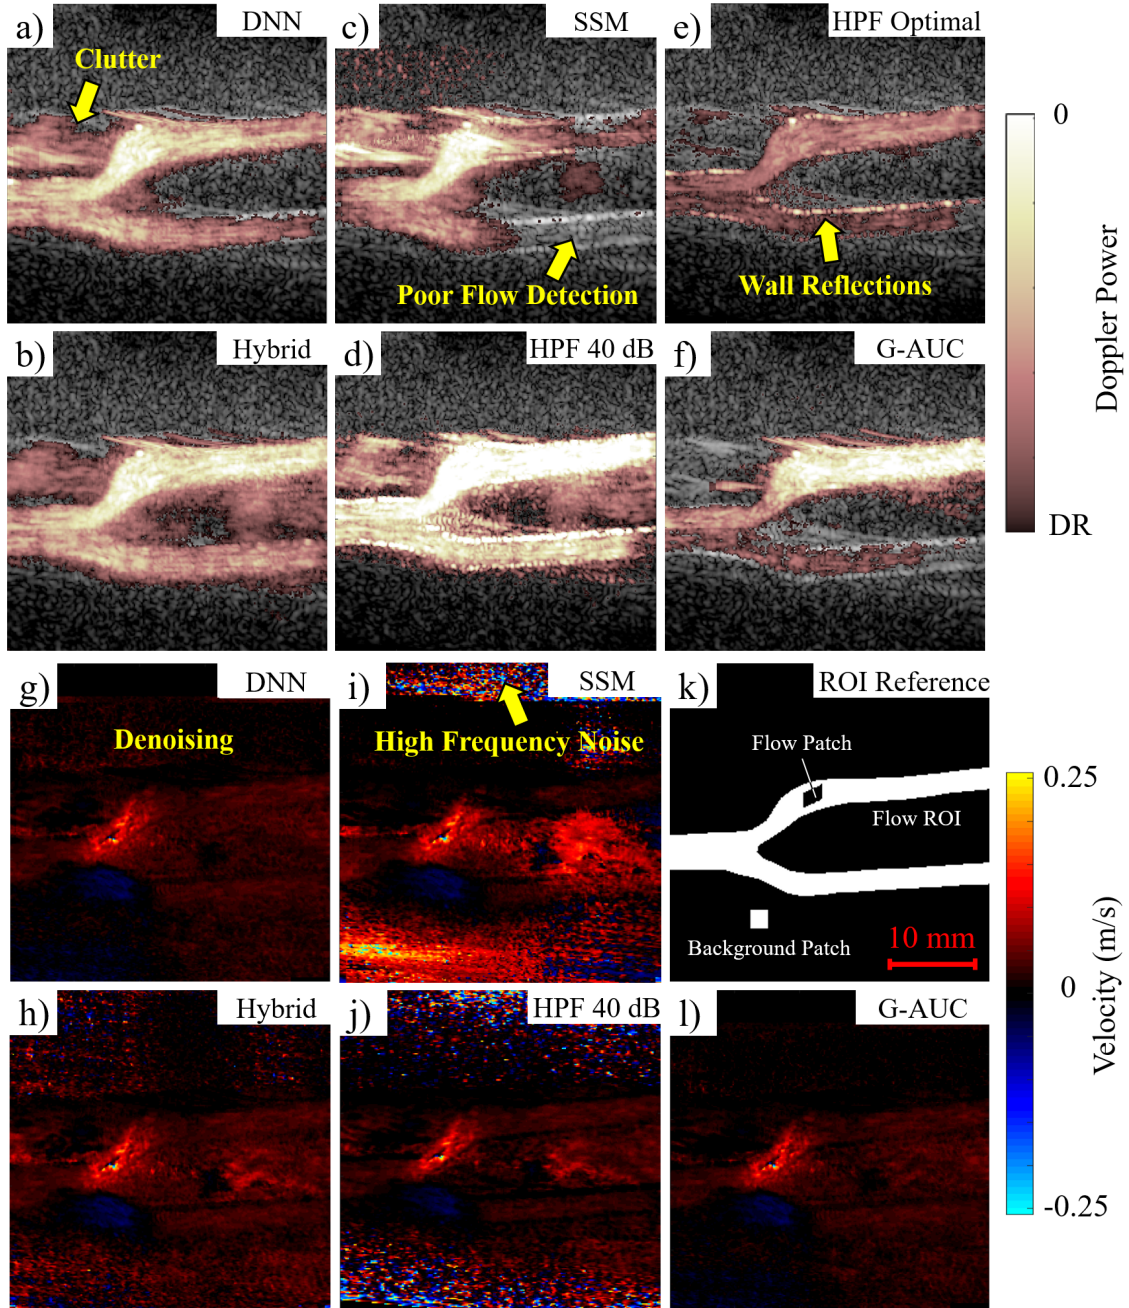 a)
DNN
Clutter
c)
SSM
Poor Flow Detection
e)
HPF Optimal
Wall Reflections
0
Doppler Power
DR
b)
Hybrid
d)
HPF 40 dB
f)
G-AUC
g)
DNN
Denoising
i)
SSM
High Frequency Noise
k)
ROI Reference
Flow Patch
Flow ROI
Background Patch
10 mm
0.25
0
Velocity (m/s)
-0.25
h)
Hybrid
j)
HPF 40 dB
l)
G-AUC